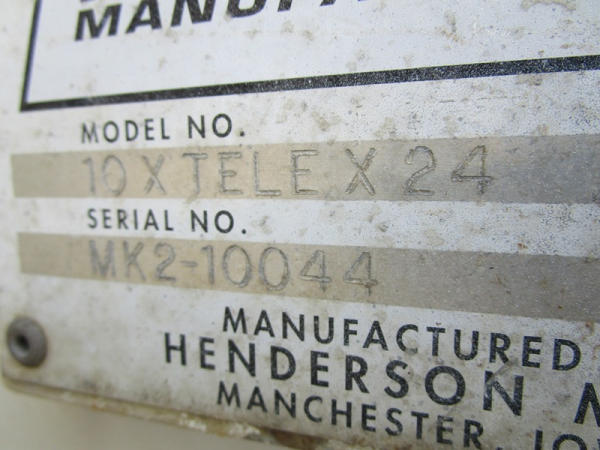 MODEL NO.
10 X TELE X 24
SERIAL NO.
MK2-10044
MANUFACTURED
HENDERSON
MANCHESTER,